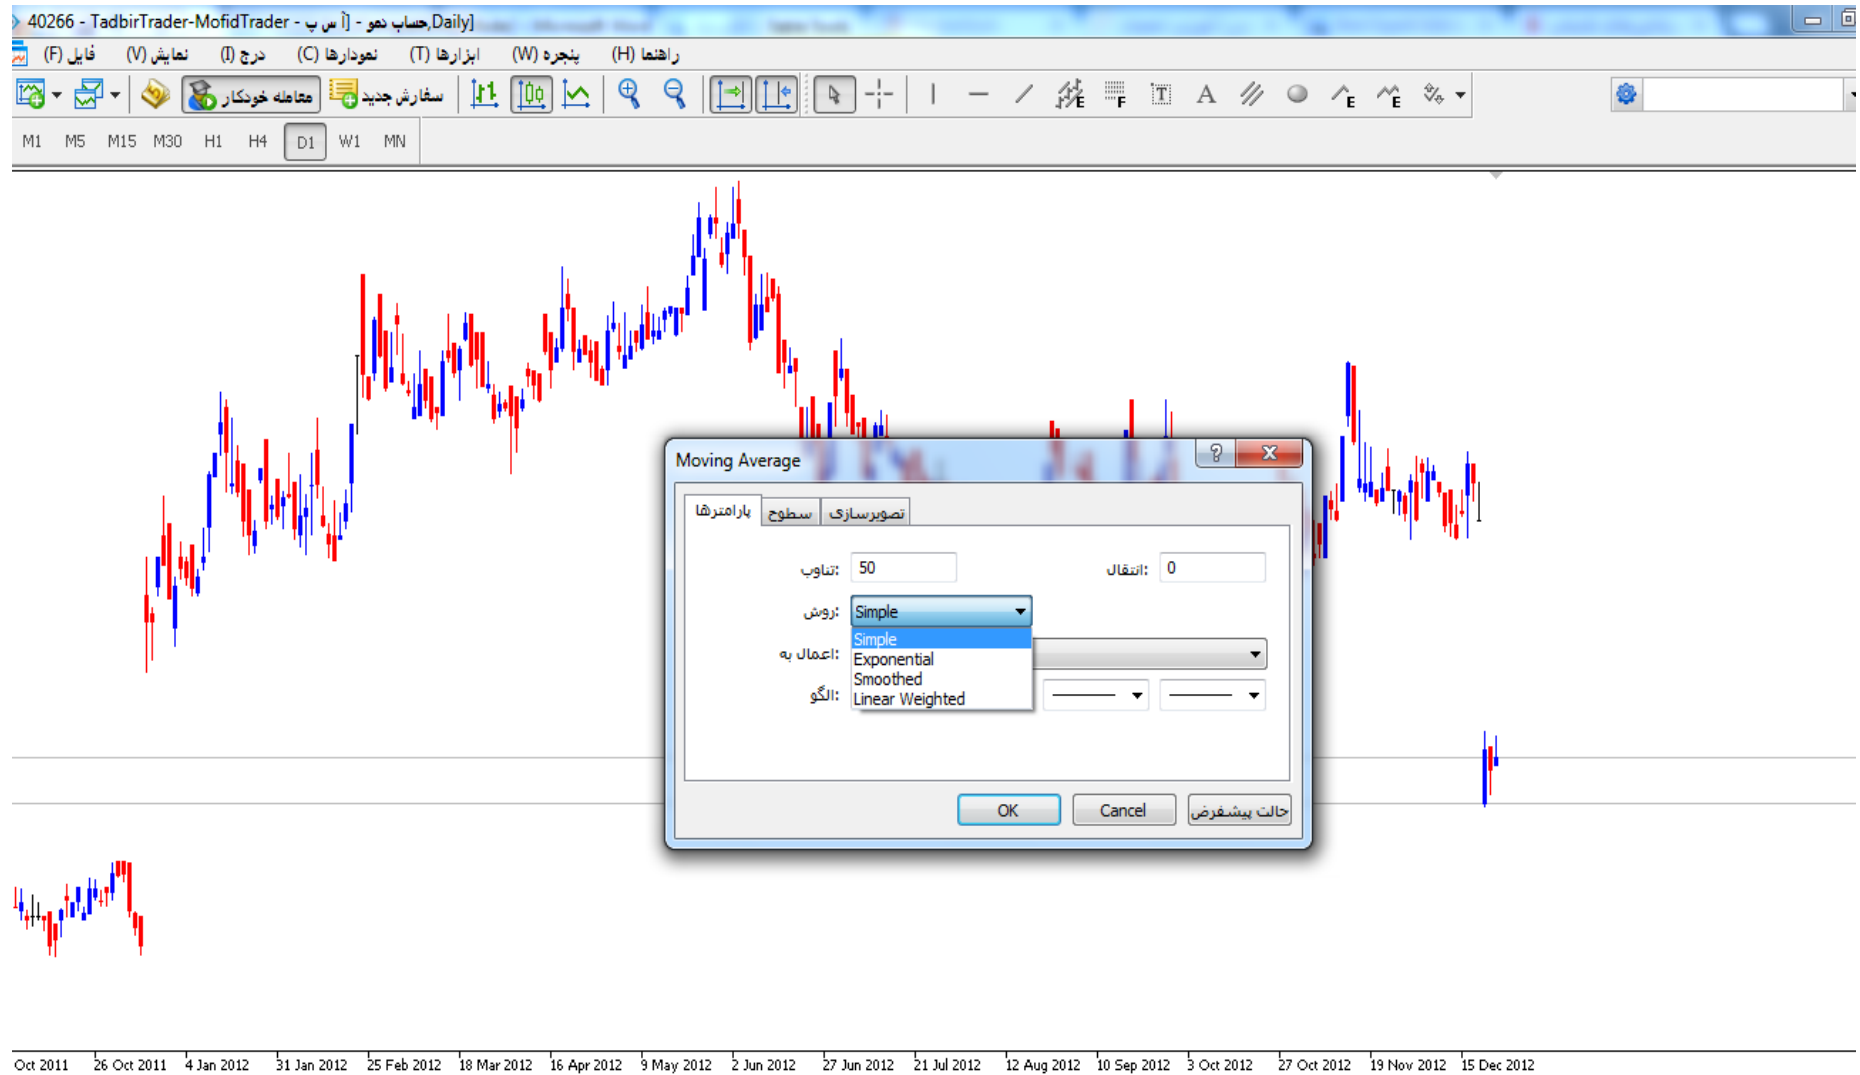 40266 - TadbirTrader-MofidTrader - حساب دمو - [آ س پ,Daily]
فایل (F) نمایش (V) درج (I) نمودارها (C) ابزارها (T) پنجره (W) راهنما (H)
معامله خودکار سفارش جدید E F T A E E
M1 M5 M15 M30 H1 H4 D1 W1 MN
Moving Average
پارامترها سطوح تصویرسازی
تناوب: 50 انتقال: 0
روش: Simple
Simple
اعمال به:
Exponential
Smoothed
الگو:
Linear Weighted
OK Cancel حالت پیشفرض
Oct 2011 26 Oct 2011 4 Jan 2012 31 Jan 2012 25 Feb 2012 18 Mar 2012 16 Apr 2012 9 May 2012 2 Jun 2012 27 Jun 2012 21 Jul 2012 12 Aug 2012 10 Sep 2012 3 Oct 2012 27 Oct 2012 19 Nov 2012 15 Dec 2012